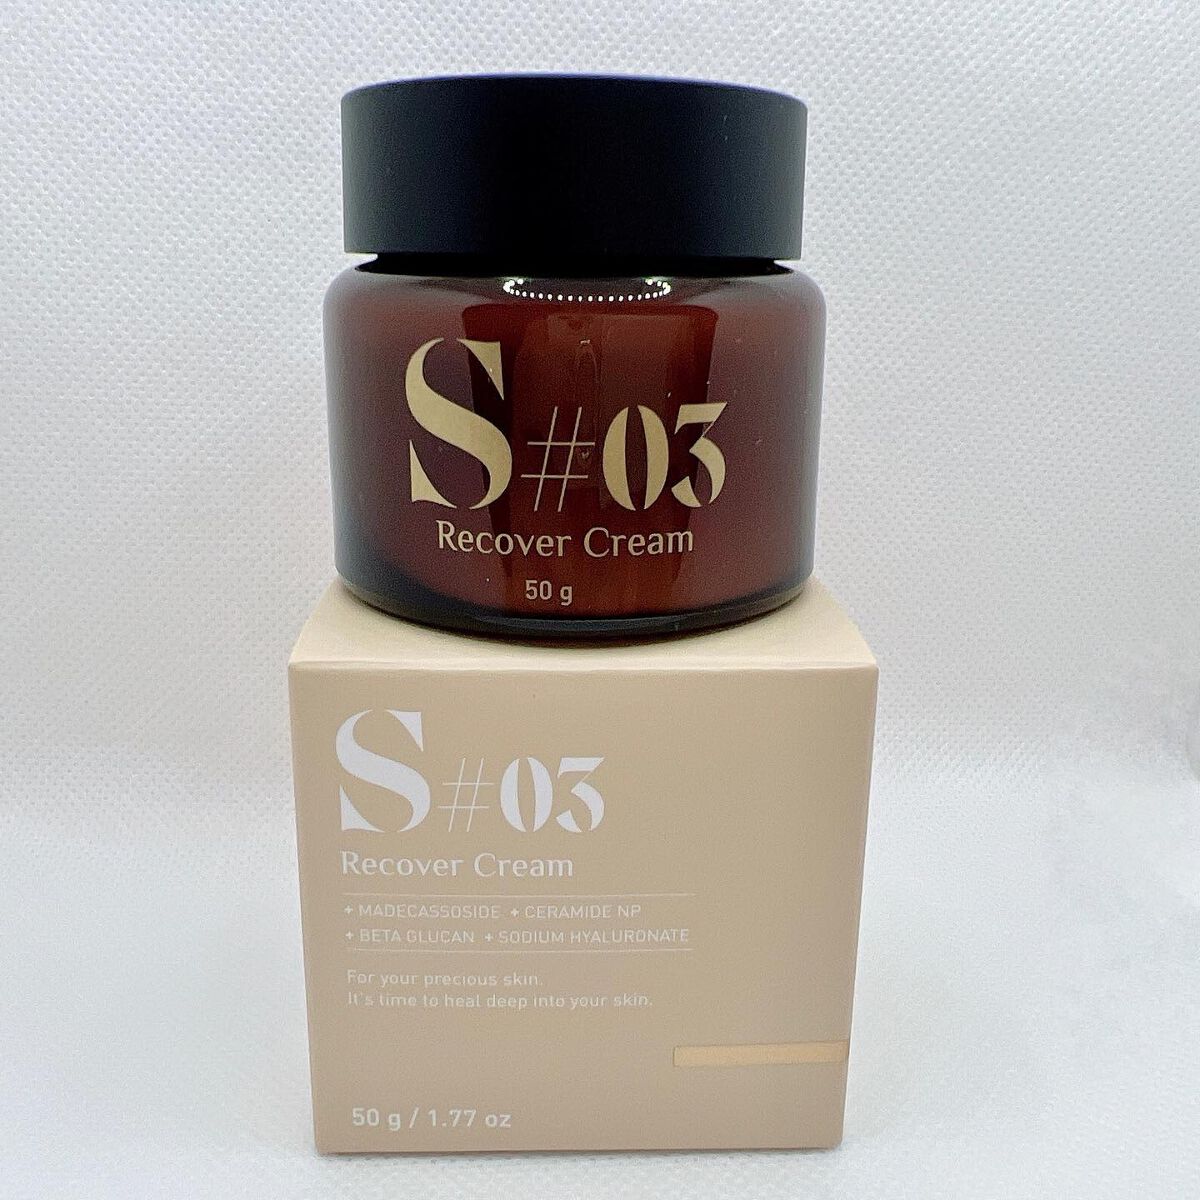 S#03
Recover Cream
50 g
S#03
Recover Cream
+ MADECASSOSIDE + CERAMIDE NP
+ BETA GLUCAN + SODIUM HYALURONATE
For your precious skin.
It's time to heal deep into your skin.
50 g / 1.77 oz